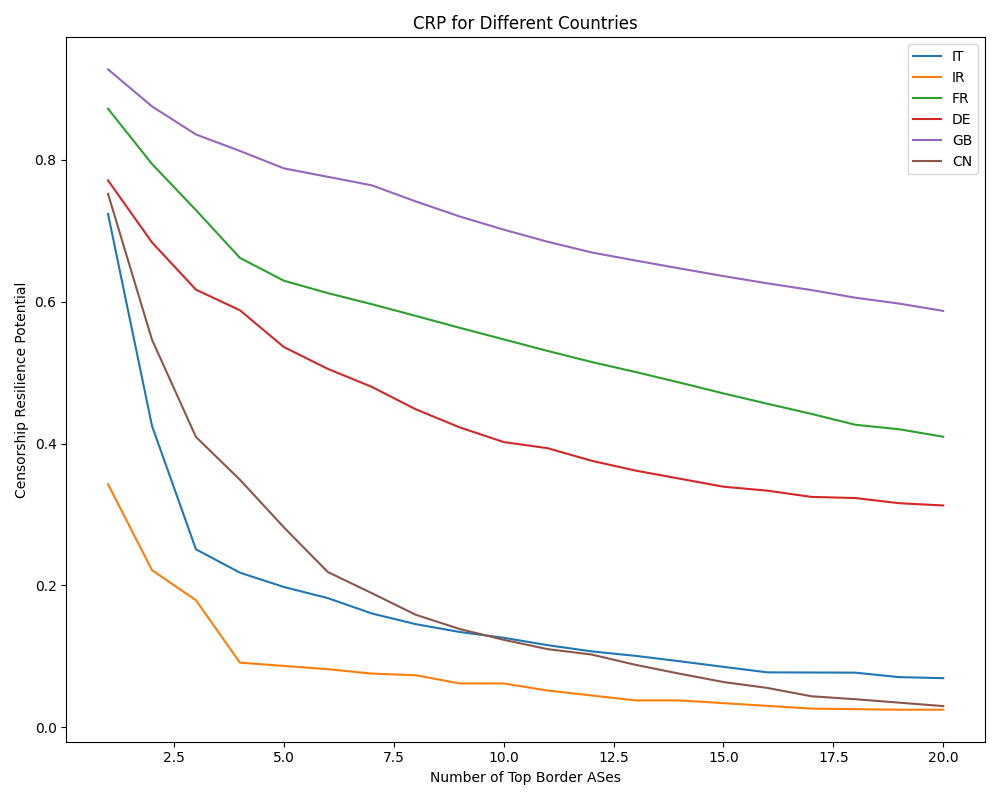 CRP for Different Countries
IT
IR
FR
DE
GB
CN
Censorship Resilience Potential
0.8
0.6
0.4
0.2
0.0
2.5 5.0 7.5 10.0 12.5 15.0 17.5 20.0
Number of Top Border ASes